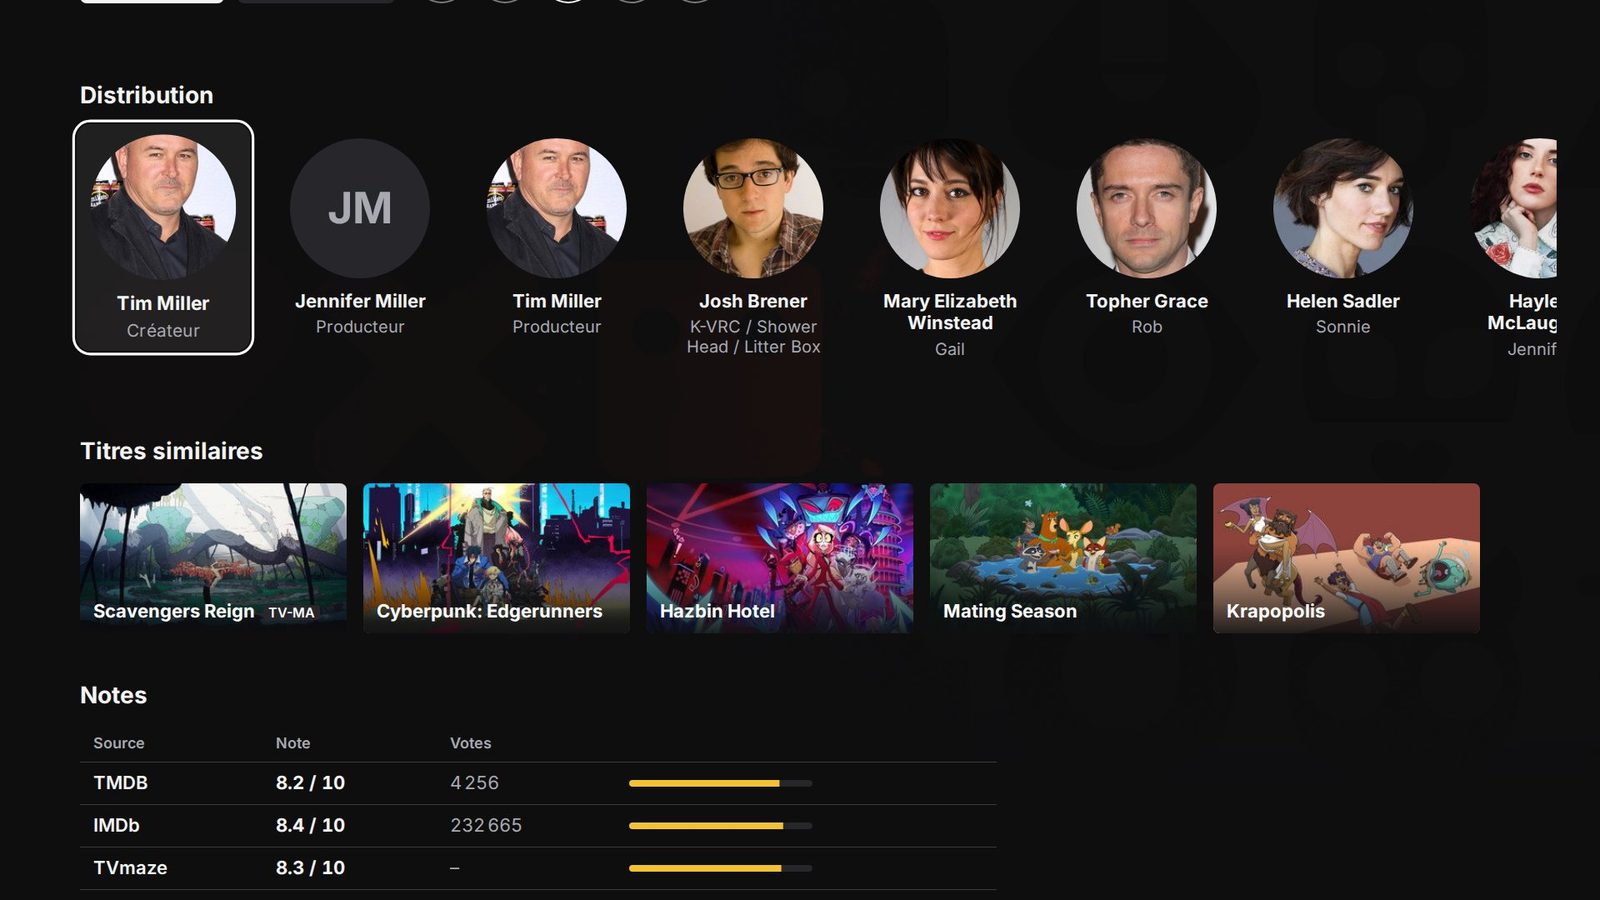 Distribution
JM
Tim Miller
Créateur
Jennifer Miller
Producteur
Tim Miller
Producteur
Josh Brener
K-VRC / Shower
Head / Litter Box
Mary Elizabeth
Winstead
Gail
Topher Grace
Rob
Helen Sadler
Sonnie
Hayle
McLaug
Jennif
Titres similaires
Scavengers Reign TV-MA
Cyberpunk: Edgerunners
Hazbin Hotel
Mating Season
Krapopolis
Notes
Source Note Votes
TMDB 8.2 / 10 4 256
IMDb 8.4 / 10 232 665
TVmaze 8.3 / 10 –